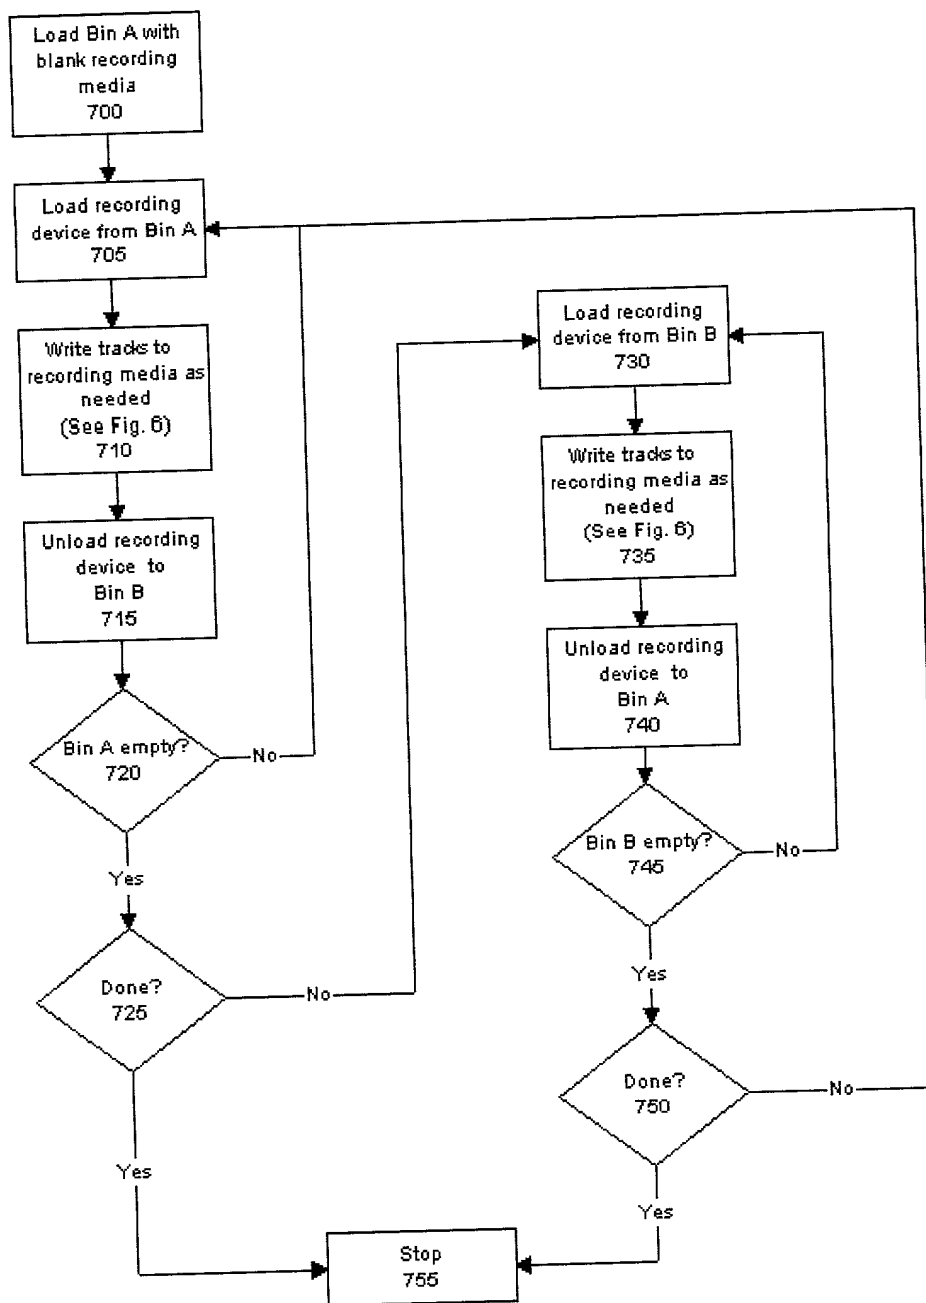 Load Bin A with
blank recording
media
700
Load recording
device from Bin A
705
Write tracks to
recording media as
needed
(See Fig. 6)
710
Unload recording
device to
Bin B
715
Bin A empty?
720
No
Yes
Done?
725
No
Yes
Load recording
device from Bin B
730
Write tracks to
recording media as
needed
(See Fig. 6)
735
Unload recording
device to
Bin A
740
Bin B empty?
745
No
Yes
Done?
750
No
Yes
Stop
755